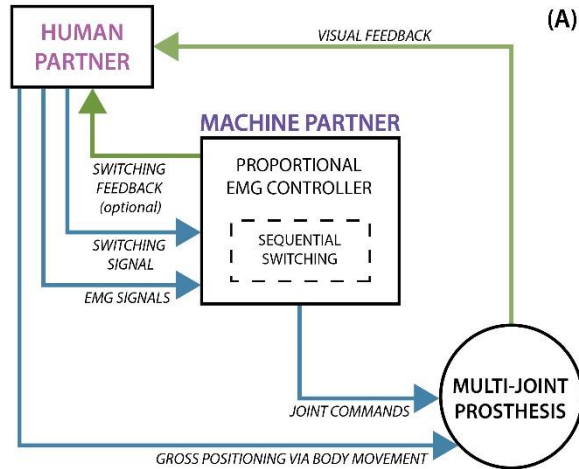 (A)
HUMAN
PARTNER
VISUAL FEEDBACK
MACHINE PARTNER
PROPORTIONAL
EMG CONTROLLER
SEQUENTIAL
SWITCHING
SWITCHING
FEEDBACK
(optional)
SWITCHING
SIGNAL
EMG SIGNALS
MULTI-JOINT
PROSTHESIS
JOINT COMMANDS
GROSS POSITIONING VIA BODY MOVEMENT